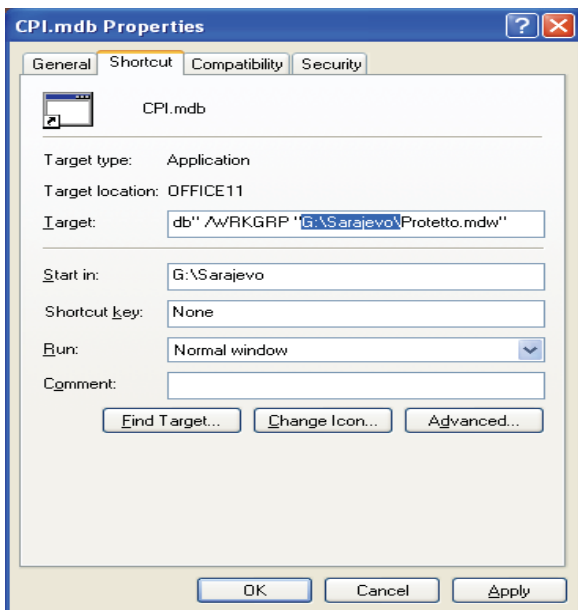 CPI.mdb Properties
General Shortcut Compatibility Security
CPI.mdb
Target type: Application
Target location: OFFICE11
Target: db" /WRKGRP "G:\Sarajevo\Protetto.mdw"
Start in: G:\Sarajevo
Shortcut key: None
Run: Normal window
Comment:
Find Target... Change Icon... Advanced...
OK Cancel Apply